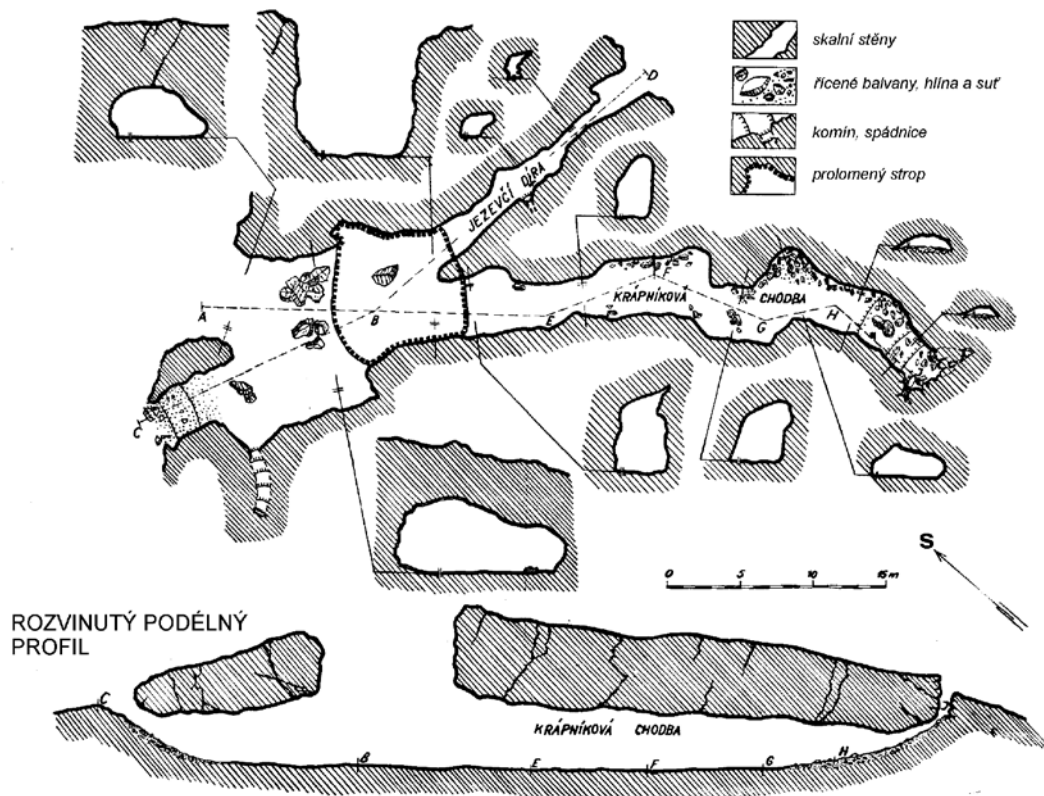 skalní stěny
řícené balvany, hlína a suť
komín, spádnice
prolomený strop
D
JEZEVČÍ DÍRA
A
B
E
F
KRÁPNÍKOVÁ
CHODBA
G
H
C
S
0 5 10 15 m
ROZVINUTÝ PODÉLNÝ
PROFIL
C
KRÁPNÍKOVÁ CHODBA
B
E
F
G
H